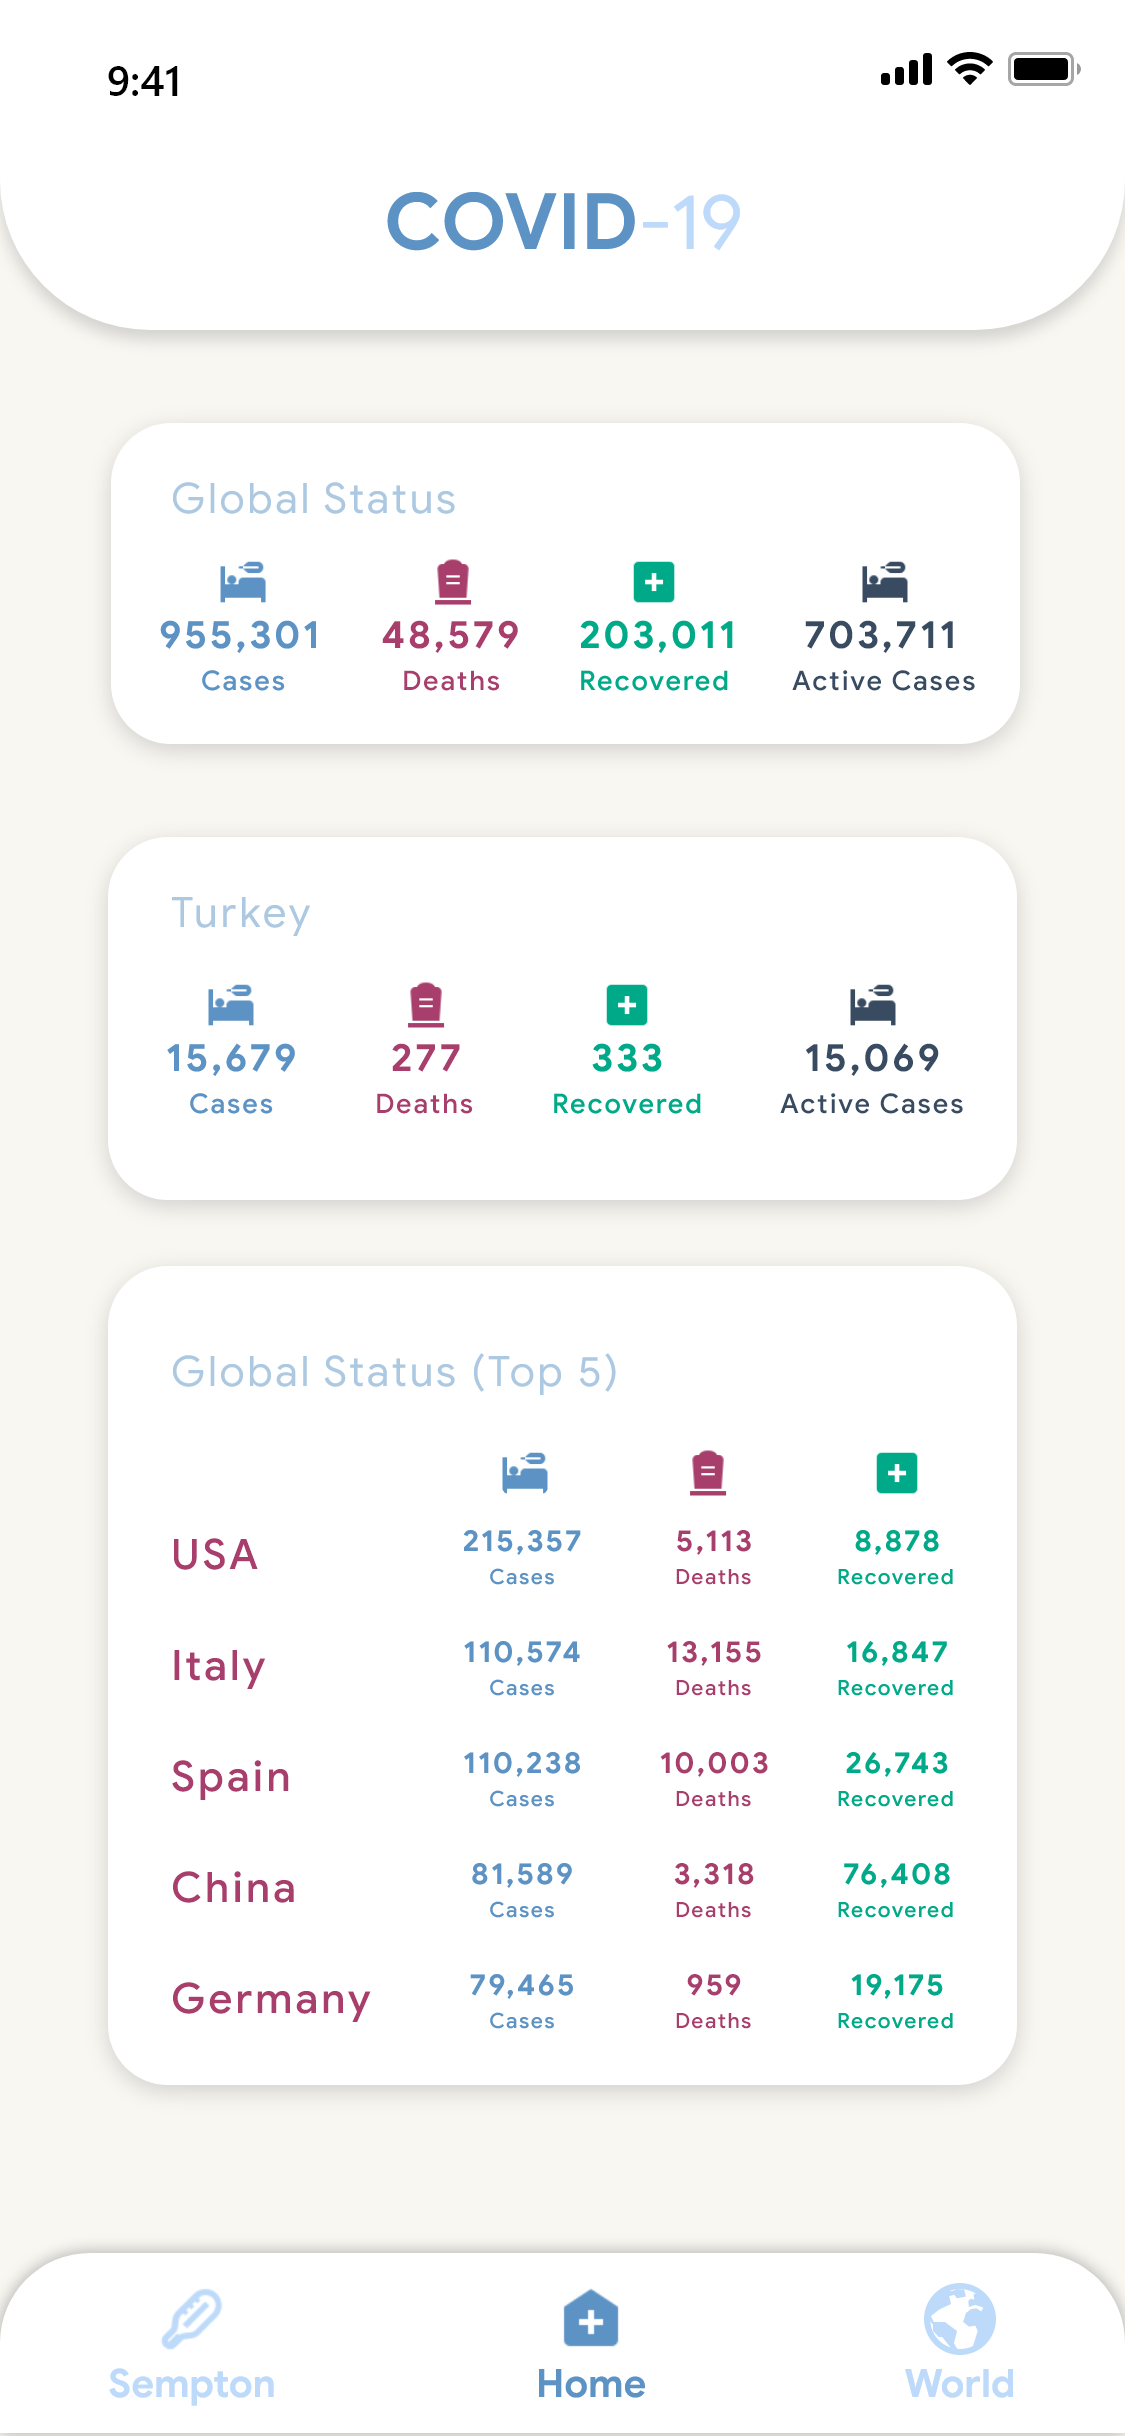 9:41
COVID-19
Global Status
955,301 48,579 203,011 703,711
Cases Deaths Recovered Active Cases
Turkey
15,679 277 333 15,069
Cases Deaths Recovered Active Cases
Global Status (Top 5)
USA 215,357 5,113 8,878
Cases Deaths Recovered
Italy 110,574 13,155 16,847
Cases Deaths Recovered
Spain 110,238 10,003 26,743
Cases Deaths Recovered
China 81,589 3,318 76,408
Cases Deaths Recovered
Germany 79,465 959 19,175
Cases Deaths Recovered
Sempton Home World